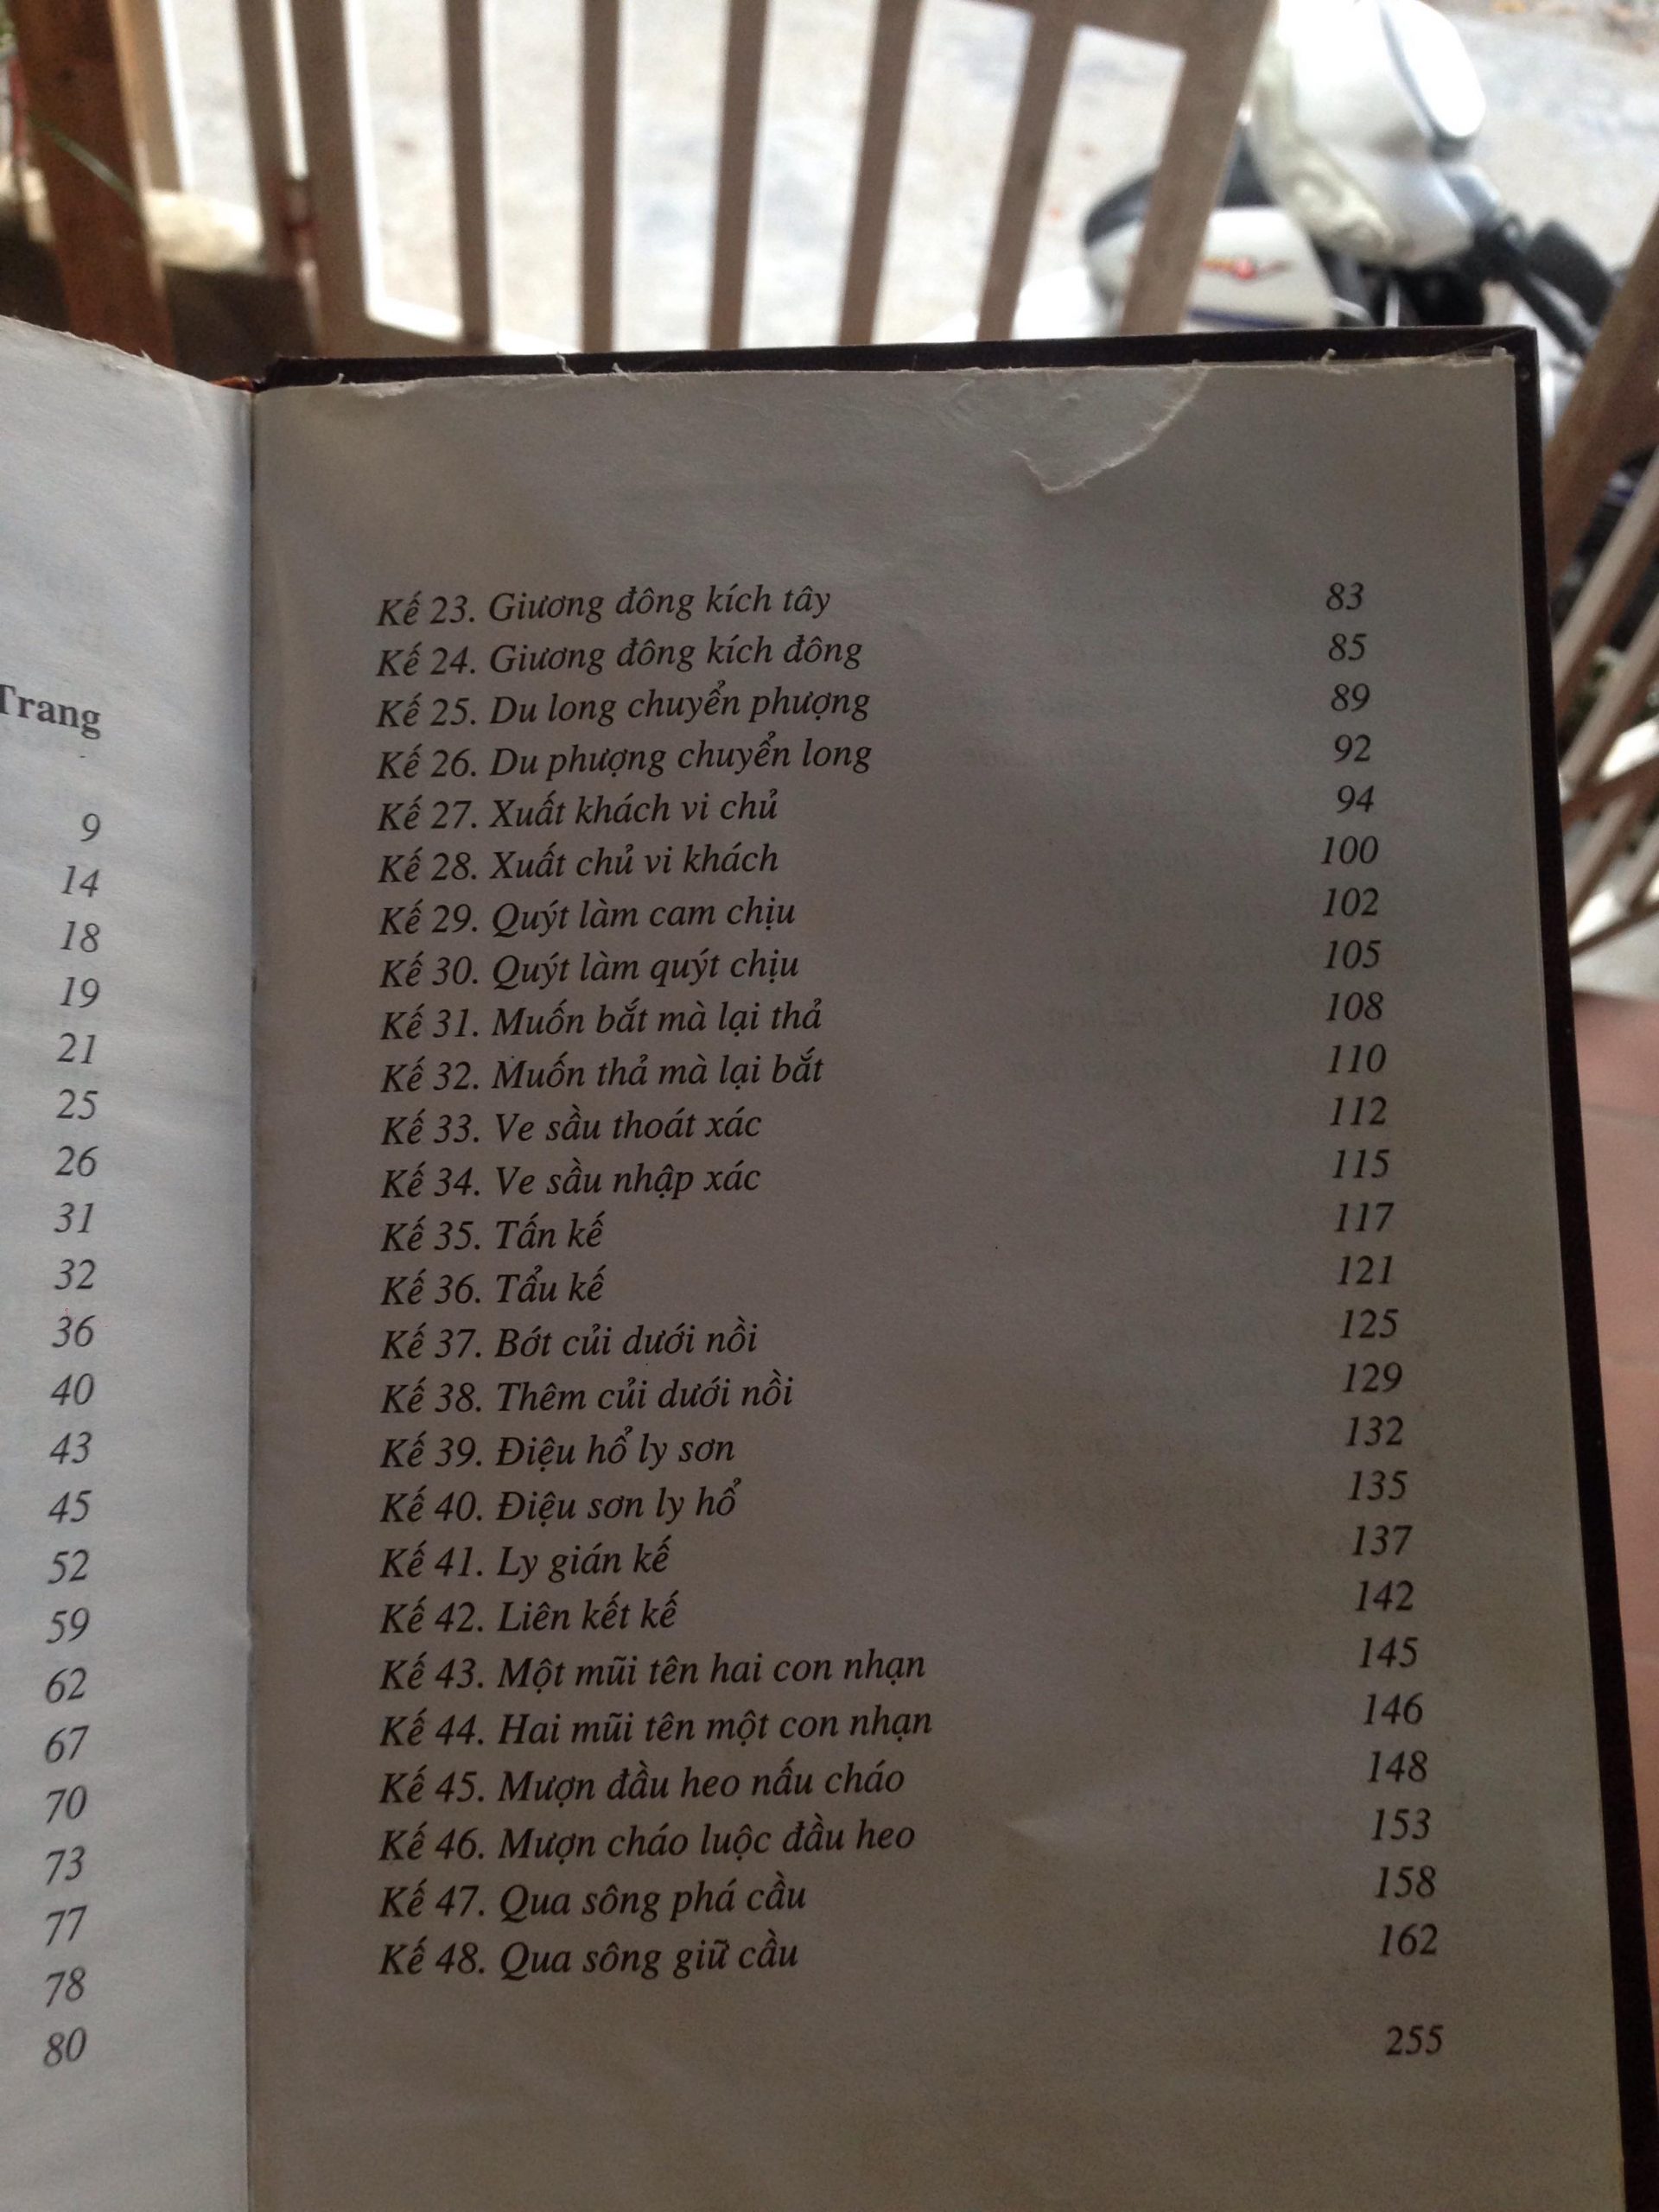 Trang
9
14
18
19
21
25
26
31
32
36
40
43
45
52
59
62
67
70
73
77
78
80
Kế 23. Giương đông kích tây 83
Kế 24. Giương đông kích đông 85
Kế 25. Du long chuyển phượng 89
Kế 26. Du phượng chuyển long 92
Kế 27. Xuất khách vi chủ 94
Kế 28. Xuất chủ vi khách 100
Kế 29. Quýt làm cam chịu 102
Kế 30. Quýt làm quýt chịu 105
Kế 31. Muốn bắt mà lại thả 108
Kế 32. Muốn thả mà lại bắt 110
Kế 33. Ve sầu thoát xác 112
Kế 34. Ve sầu nhập xác 115
Kế 35. Tấn kế 117
Kế 36. Tẩu kế 121
Kế 37. Bớt củi dưới nồi 125
Kế 38. Thêm củi dưới nồi 129
Kế 39. Điệu hổ ly sơn 132
Kế 40. Điệu sơn ly hổ 135
Kế 41. Ly gián kế 137
Kế 42. Liên kết kế 142
Kế 43. Một mũi tên hai con nhạn 145
Kế 44. Hai mũi tên một con nhạn 146
Kế 45. Mượn đầu heo nấu cháo 148
Kế 46. Mượn cháo luộc đầu heo 153
Kế 47. Qua sông phá cầu 158
Kế 48. Qua sông giữ cầu 162
255